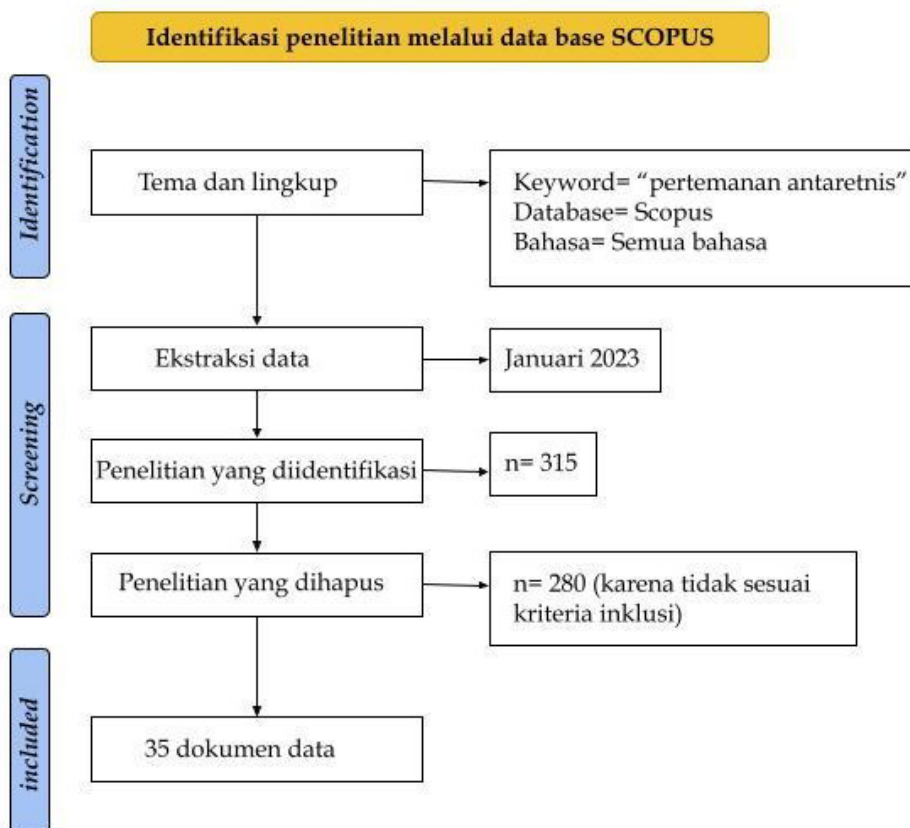 Identifikasi penelitian melalui data base SCOPUS
Identification
Tema dan lingkup
Keyword= “pertemanan antaretnis”
Database= Scopus
Bahasa= Semua bahasa
Screening
Ekstraksi data
Januari 2023
Penelitian yang diidentifikasi
n= 315
Penelitian yang dihapus
n= 280 (karena tidak sesuai
kriteria inklusi)
included
35 dokumen data